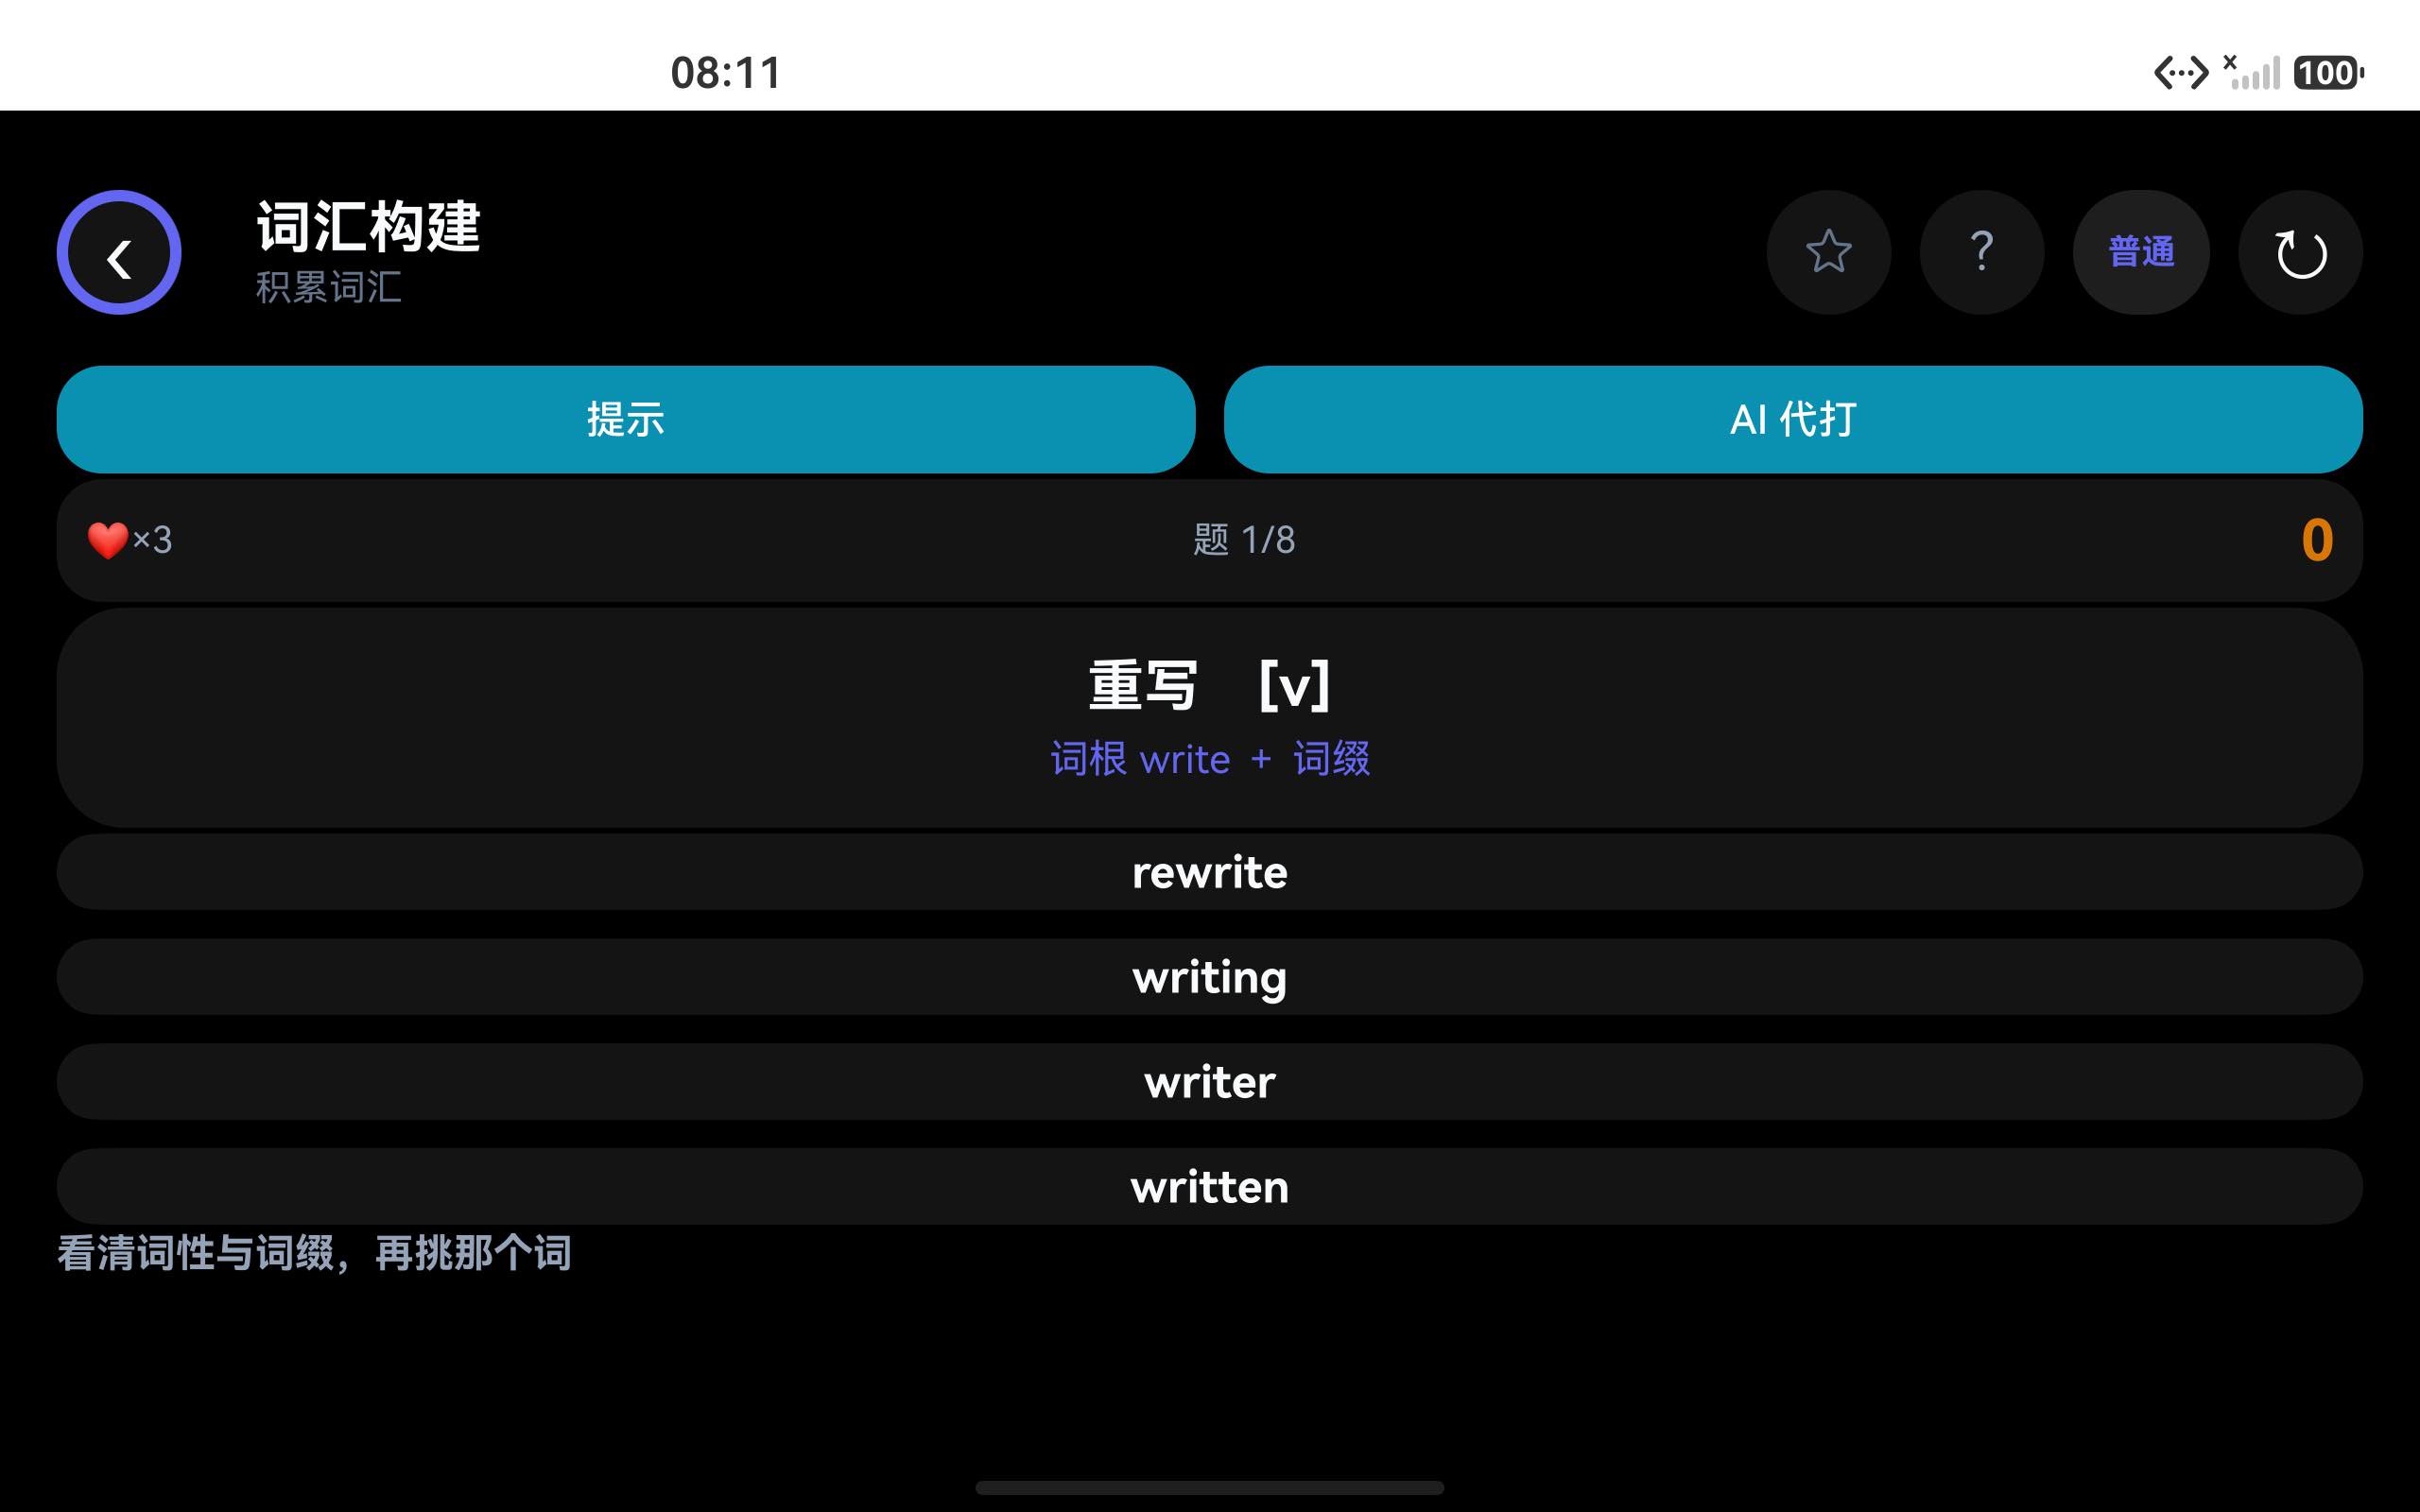 08:11
100
词汇构建
积累词汇
?
普通
提示
AI 代打
×3
题 1/8
0
重写 [v]
词根 write + 词缀
rewrite
writing
writer
written
看清词性与词缀，再挑那个词